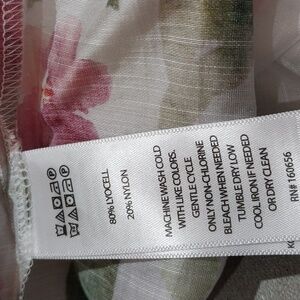 80% LYOCELL
20% NYLON
MACHINE WASH COLD
WITH LIKE COLORS.
GENTLE CYCLE
ONLY NON-CHLORINE
BLEACH WHEN NEEDED
TUMBLE DRY LOW
COOL IRON IF NEEDED
OR DRY CLEAN
RN# 160656